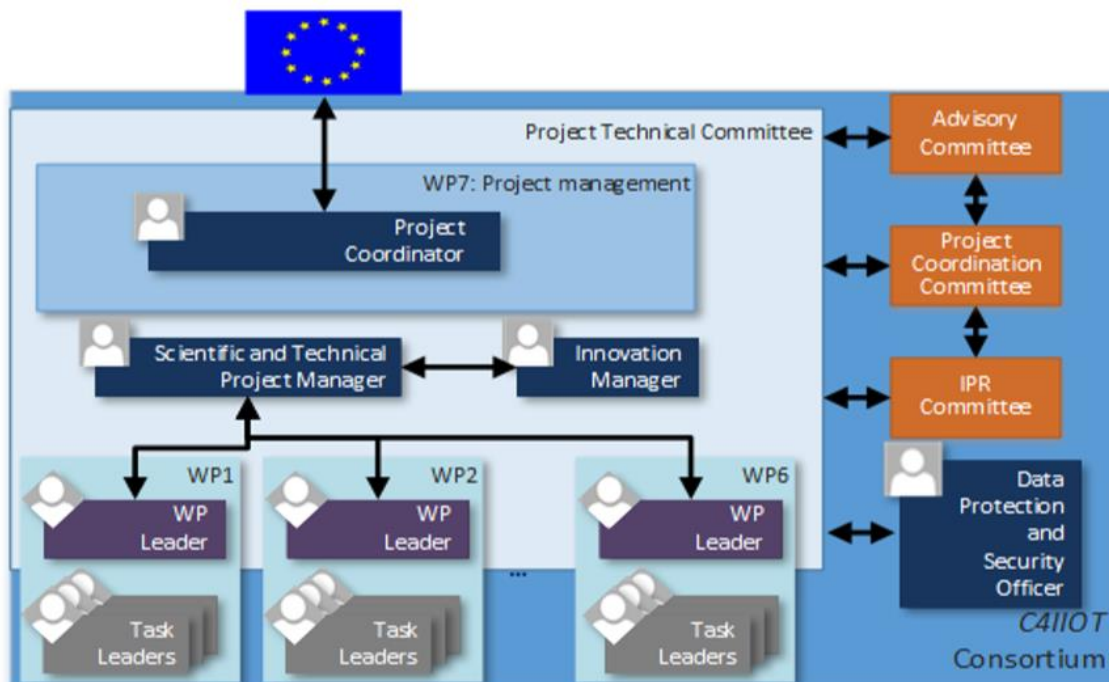 Project Technical Committee
Advisory
Committee
WP7: Project management
Project
Coordinator
Project
Coordination
Committee
Scientific and Technical
Project Manager
Innovation
Manager
IPR
Committee
WP1
WP
Leader
Task
Leaders
WP2
WP
Leader
Task
Leaders
...
WP6
WP
Leader
Task
Leaders
Data
Protection
and
Security
Officer
C4IIOT
Consortium